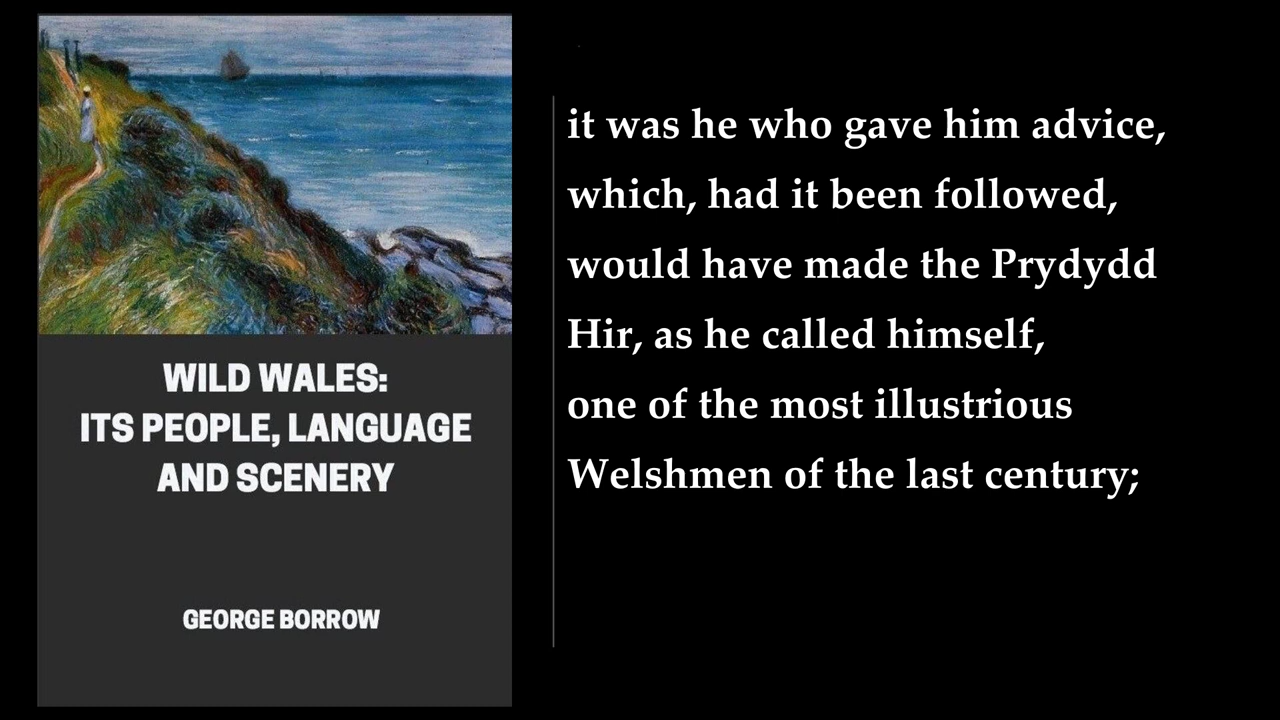 WILD WALES:
ITS PEOPLE, LANGUAGE
AND SCENERY
GEORGE BORROW
it was he who gave him advice,
which, had it been followed,
would have made the Prydydd
Hir, as he called himself,
one of the most illustrious
Welshmen of the last century;